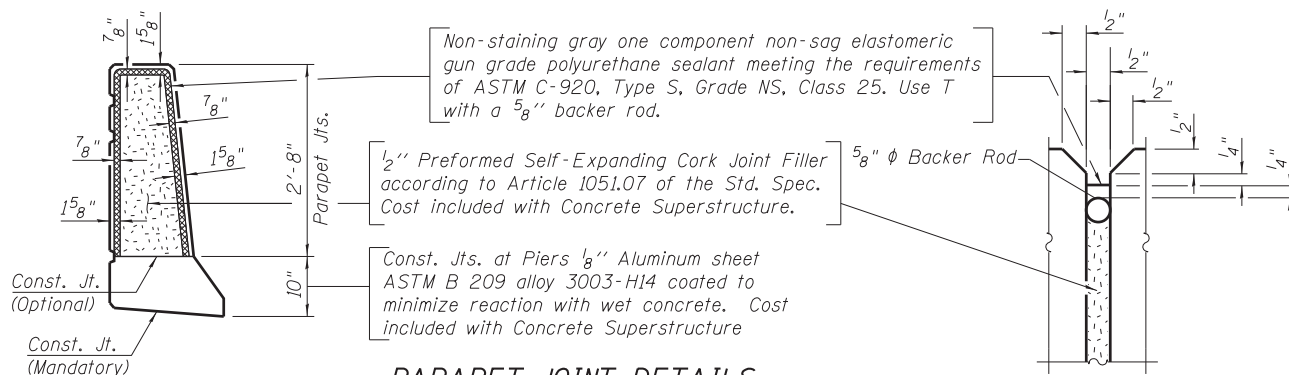 7/8"
1 5/8"
Non-staining gray one component non-sag elastomeric
gun grade polyurethane sealant meeting the requirements
of ASTM C-920, Type S, Grade NS, Class 25. Use T
with a 5/8" backer rod.
1/2"
1/2"
1/2"
1/2"
1/4"
1/4"
7/8"
7/8"
1 5/8"
1 5/8"
2'-8"
Parapet Jts.
1/2" Preformed Self-Expanding Cork Joint Filler
according to Article 1051.07 of the Std. Spec.
Cost included with Concrete Superstructure.
5/8" φ Backer Rod
Const. Jt.
(Optional)
10"
Const. Jts. at Piers 1/8" Aluminum sheet
ASTM B 209 alloy 3003-H14 coated to
minimize reaction with wet concrete. Cost
included with Concrete Superstructure
Const. Jt.
(Mandatory)
PARAPET JOINT DETAILS